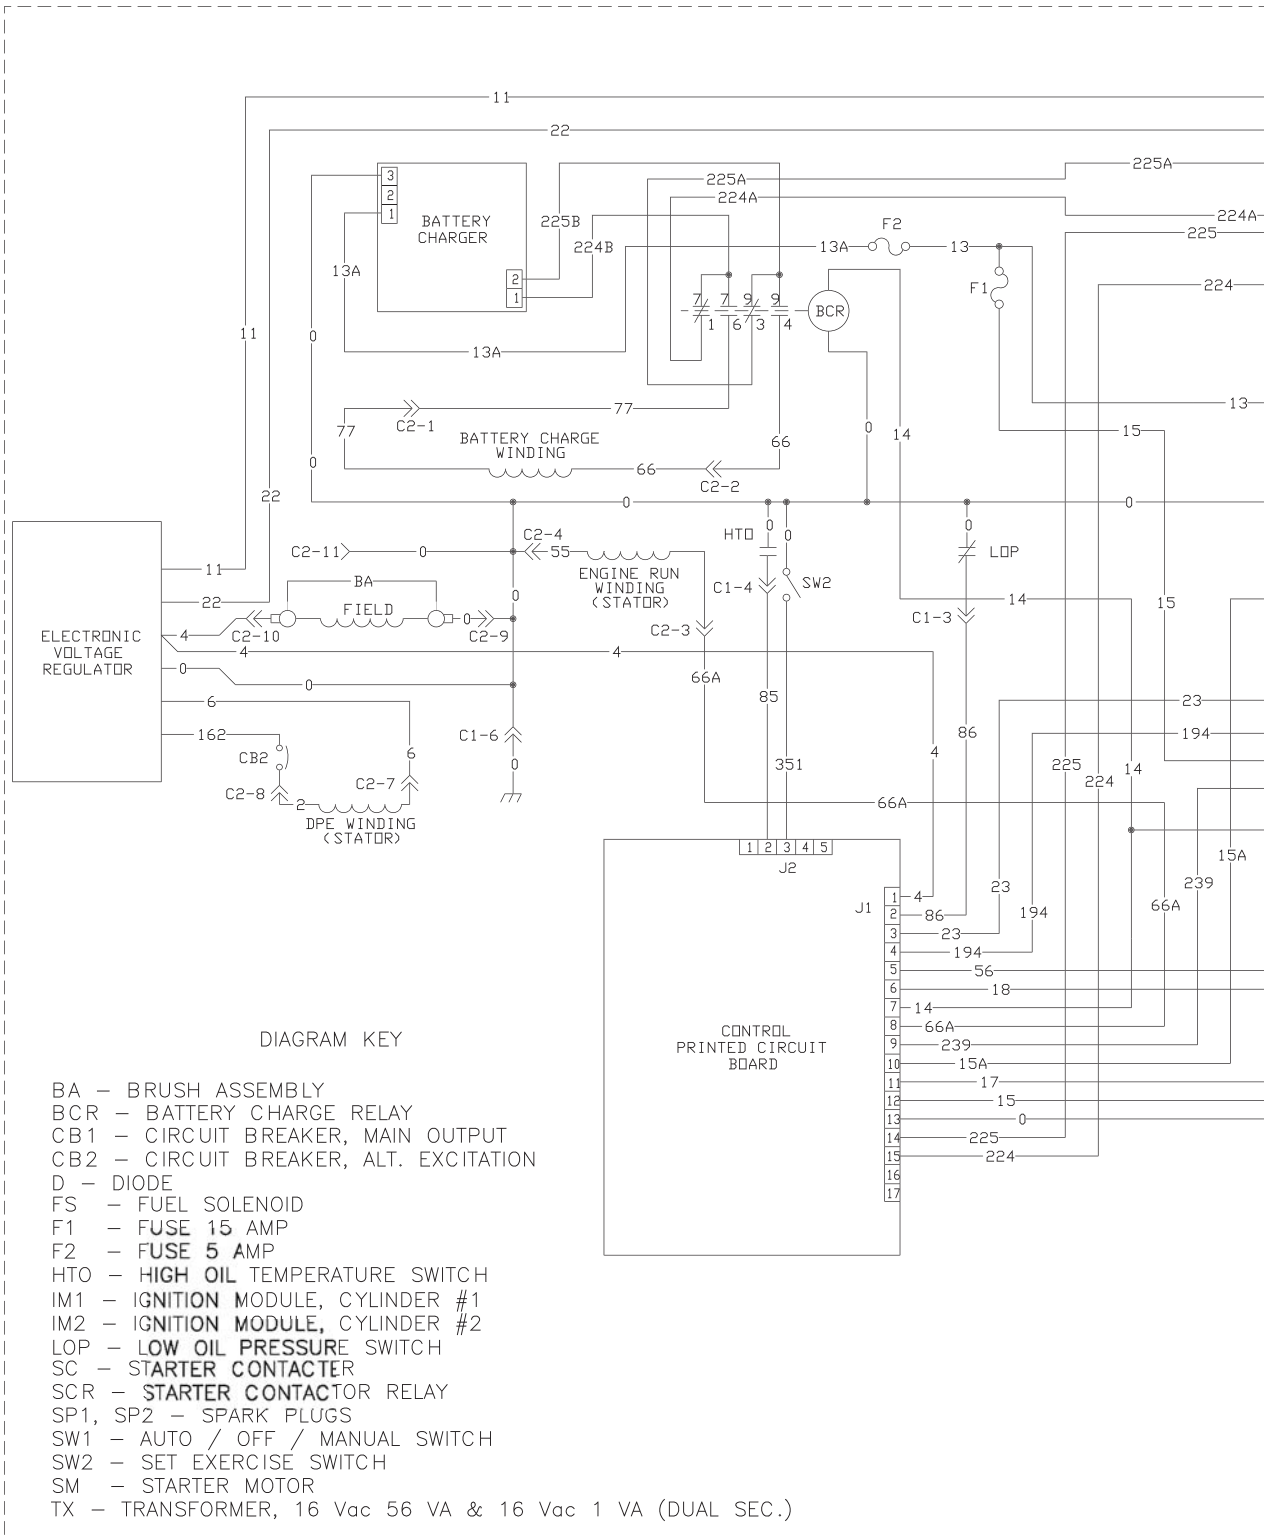 11
22
225A
225A
224A
224A
225
3
2
1
BATTERY
CHARGER
225B
224B
F2
13A
13
13A
2
1
F1
224
7
7
9
9
BCR
1
6
3
4
11
0
13A
77
C2-1
13
77
BATTERY CHARGE
WINDING
66
0
14
15
0
66
C2-2
22
0
0
C2-4
HTO
0
0
0
C2-11
0
55
LOP
11
BA
ENGINE RUN
WINDING
(STATOR)
C1-4
SW2
22
FIELD
0
14
15
C1-3
4
C2-10
0
C2-9
C2-3
ELECTRONIC
VOLTAGE
REGULATOR
4
4
0
0
66A
85
6
23
162
C1-6
86
194
CB2
6
0
351
4
225
14
C2-7
224
C2-8
2
66A
DPE WINDING
(STATOR)
1 2 3 4 5
J2
15A
239
23
1
4
66A
J1
194
2
86
3
23
4
194
5
56
6
18
7
14
8
66A
9
239
10
15A
11
17
12
15
13
0
14
225
15
224
16
17
CONTROL
PRINTED CIRCUIT
BOARD
DIAGRAM KEY
BA – BRUSH ASSEMBLY
BCR – BATTERY CHARGE RELAY
CB1 – CIRCUIT BREAKER, MAIN OUTPUT
CB2 – CIRCUIT BREAKER, ALT. EXCITATION
D – DIODE
FS – FUEL SOLENOID
F1 – FUSE 15 AMP
F2 – FUSE 5 AMP
HTO – HIGH OIL TEMPERATURE SWITCH
IM1 – IGNITION MODULE, CYLINDER #1
IM2 – IGNITION MODULE, CYLINDER #2
LOP – LOW OIL PRESSURE SWITCH
SC – STARTER CONTACTER
SCR – STARTER CONTACTOR RELAY
SP1, SP2 – SPARK PLUGS
SW1 – AUTO / OFF / MANUAL SWITCH
SW2 – SET EXERCISE SWITCH
SM – STARTER MOTOR
TX – TRANSFORMER, 16 Vac 56 VA & 16 Vac 1 VA (DUAL SEC.)